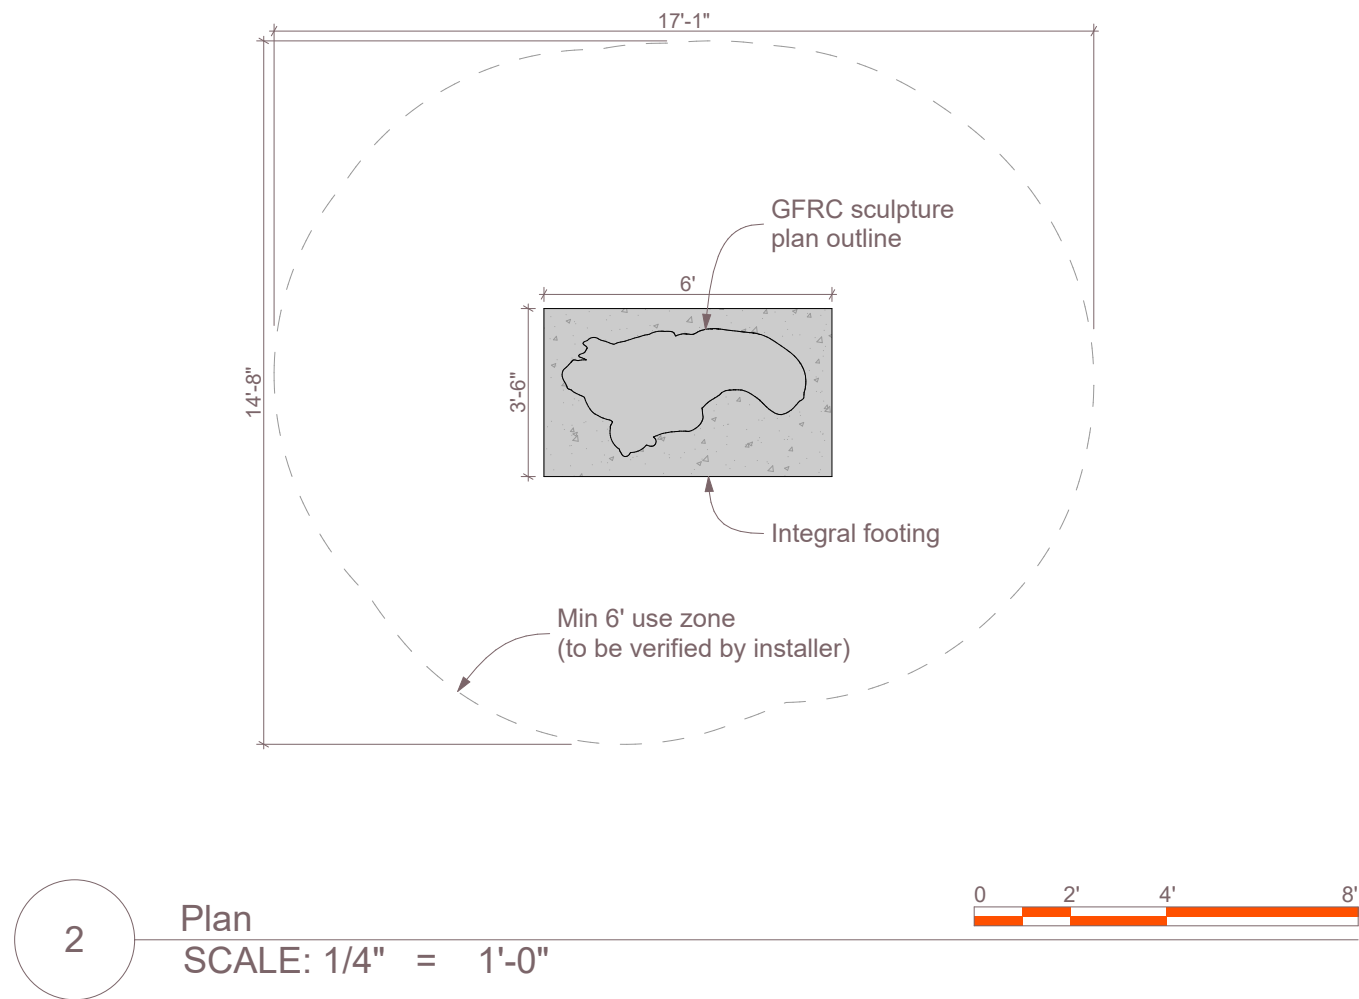 17'-1"
GFRC sculpture
plan outline
6'
14'-8"
3'-6"
Integral footing
Min 6' use zone
(to be verified by installer)
0 2' 4' 8'
2
Plan
SCALE: 1/4" = 1'-0"